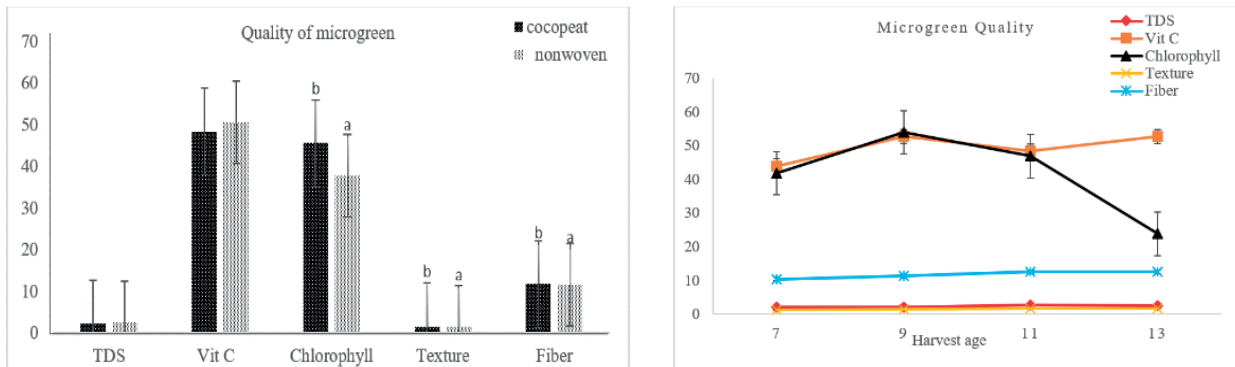 Quality of microgreen
cocopeat
nonwoven
70
60
50
40
30
20
10
0
b
a
b
a
b
a
TDS Vit C Chlorophyll Texture Fiber
Microgreen Quality
TDS
Vit C
Chlorophyll
Texture
Fiber
70
60
50
40
30
20
10
0
7 9 11 13
Harvest age